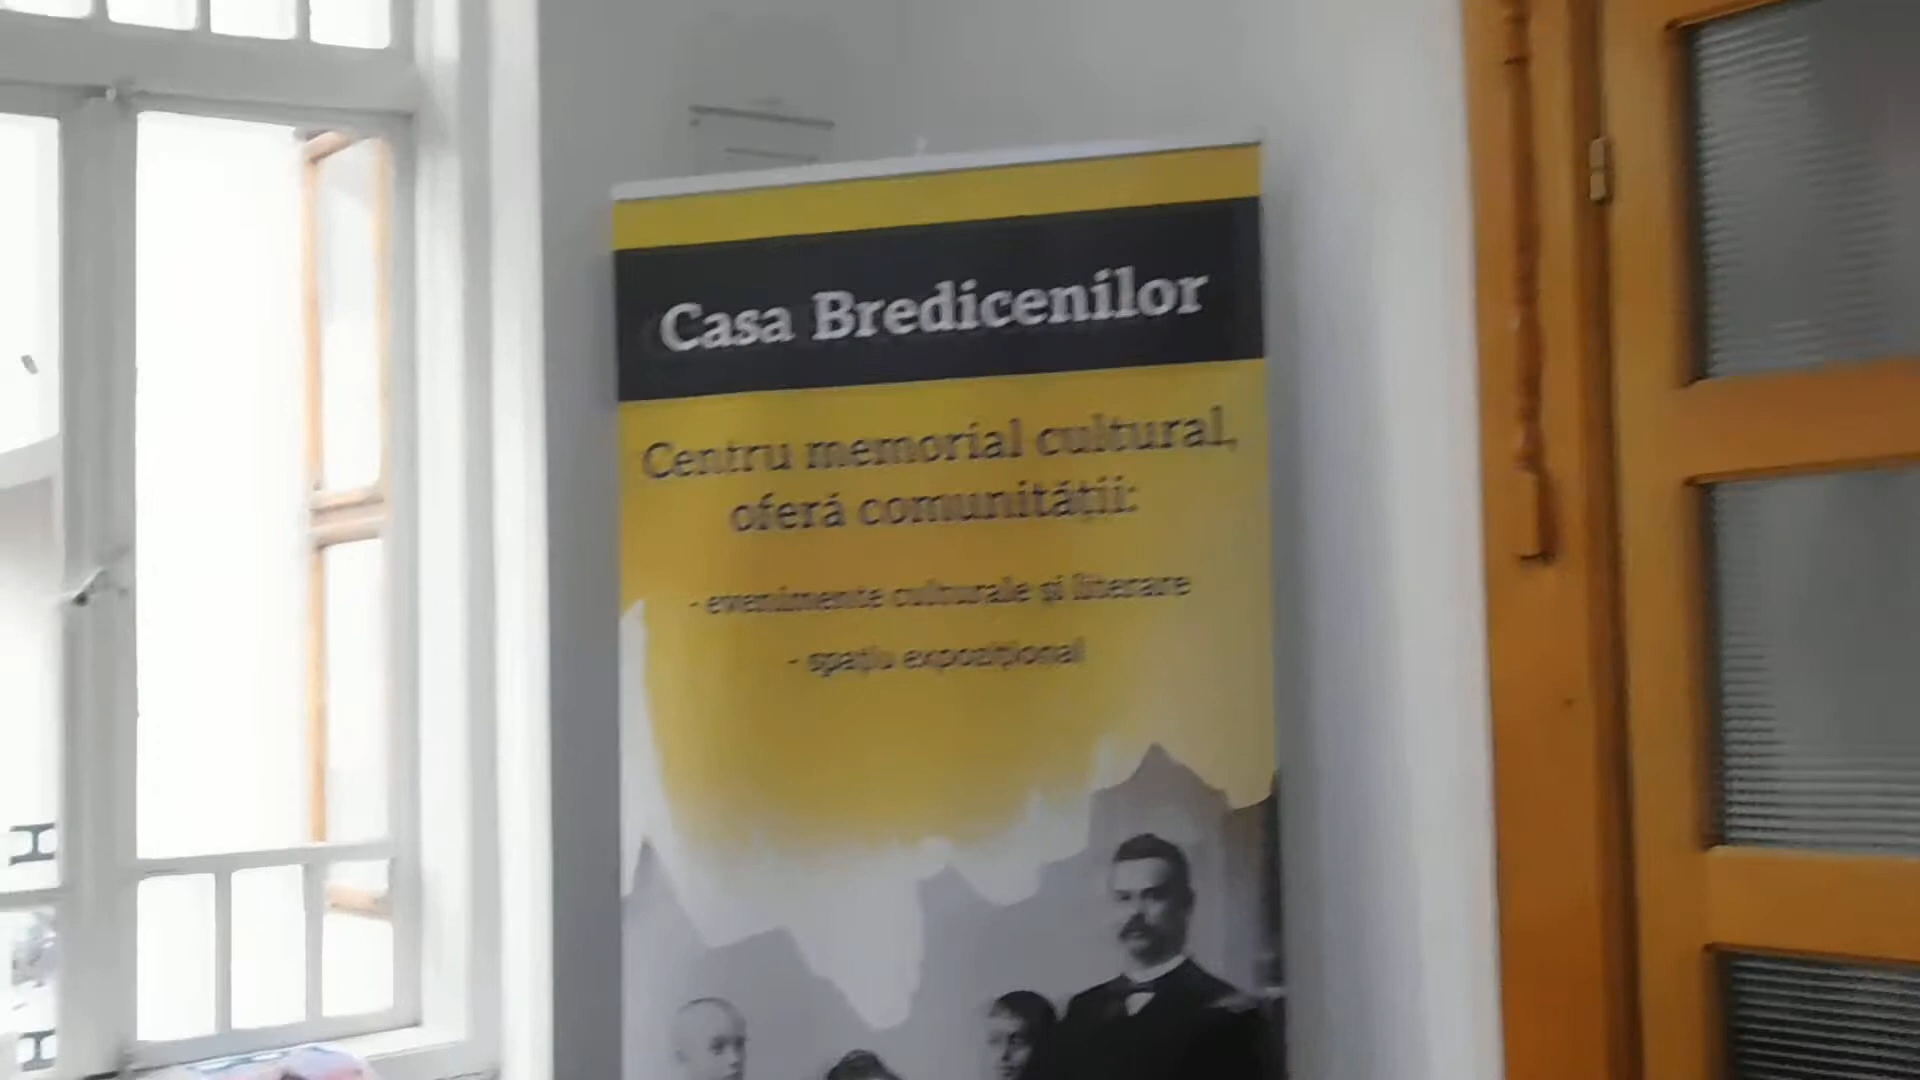 Casa Bredicenilor
Centru memorial cultural,
oferă comunității:
- evenimente culturale și literare
- spațiu expozițional